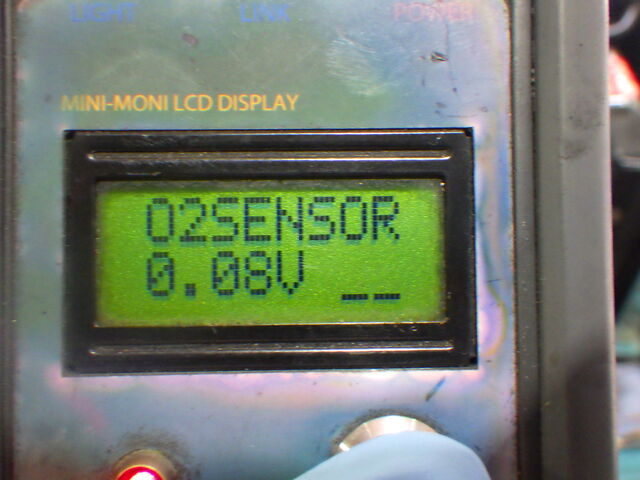 LIGHT LINK POWER
MINI-MONI LCD DISPLAY
O2SENSOR
0.08V __